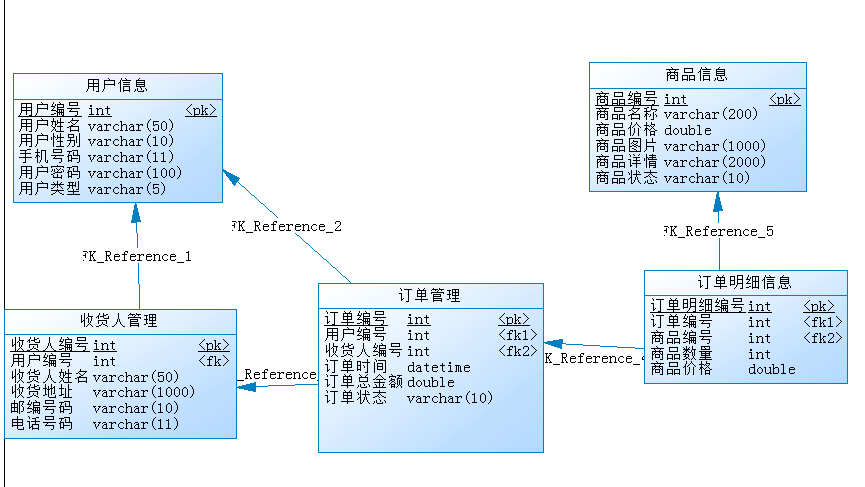 用户信息
用户编号 int <pk>
用户姓名 varchar(50)
用户性别 varchar(10)
手机号码 varchar(11)
用户密码 varchar(100)
用户类型 varchar(5)
商品信息
商品编号 int <pk>
商品名称 varchar(200)
商品价格 double
商品图片 varchar(1000)
商品详情 varchar(2000)
商品状态 varchar(10)
FK_Reference_2
FK_Reference_5
FK_Reference_1
收货人管理
收货人编号 int <pk>
用户编号 int <fk>
收货人姓名 varchar(50)
收货地址 varchar(1000)
邮编号码 varchar(10)
电话号码 varchar(11)
_Reference_
订单管理
订单编号 int <pk>
用户编号 int <fk1>
收货人编号 int <fk2>
订单时间 datetime
订单总金额 double
订单状态 varchar(10)
K_Reference_
订单明细信息
订单明细编号 int <pk>
订单编号 int <fk1>
商品编号 int <fk2>
商品数量 int
商品价格 double